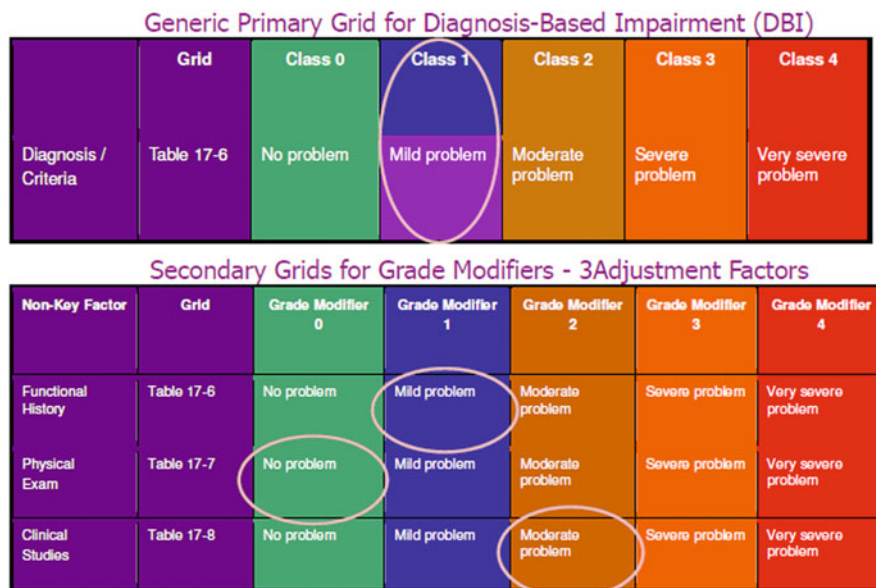 Generic Primary Grid for Diagnosis-Based Impairment (DBI)
Grid Class 0 Class 1 Class 2 Class 3 Class 4
Diagnosis / Table 17-6 No problem Mild problem Moderate Severe Very severe
Criteria problem problem problem
Secondary Grids for Grade Modifiers - 3Adjustment Factors
Non-Key Factor Grid Grade Modifier Grade Modifier Grade Modifier Grade Modifier Grade Modifier
0 1 2 3 4
Functional Table 17-6 No problem Mild problem Moderate Severe problem Very severe
History problem problem
Physical Table 17-7 No problem Mild problem Moderate Severe problem Very severe
Exam problem problem
Clinical Table 17-8 No problem Mild problem Moderate Severe problem Very severe
Studies problem problem